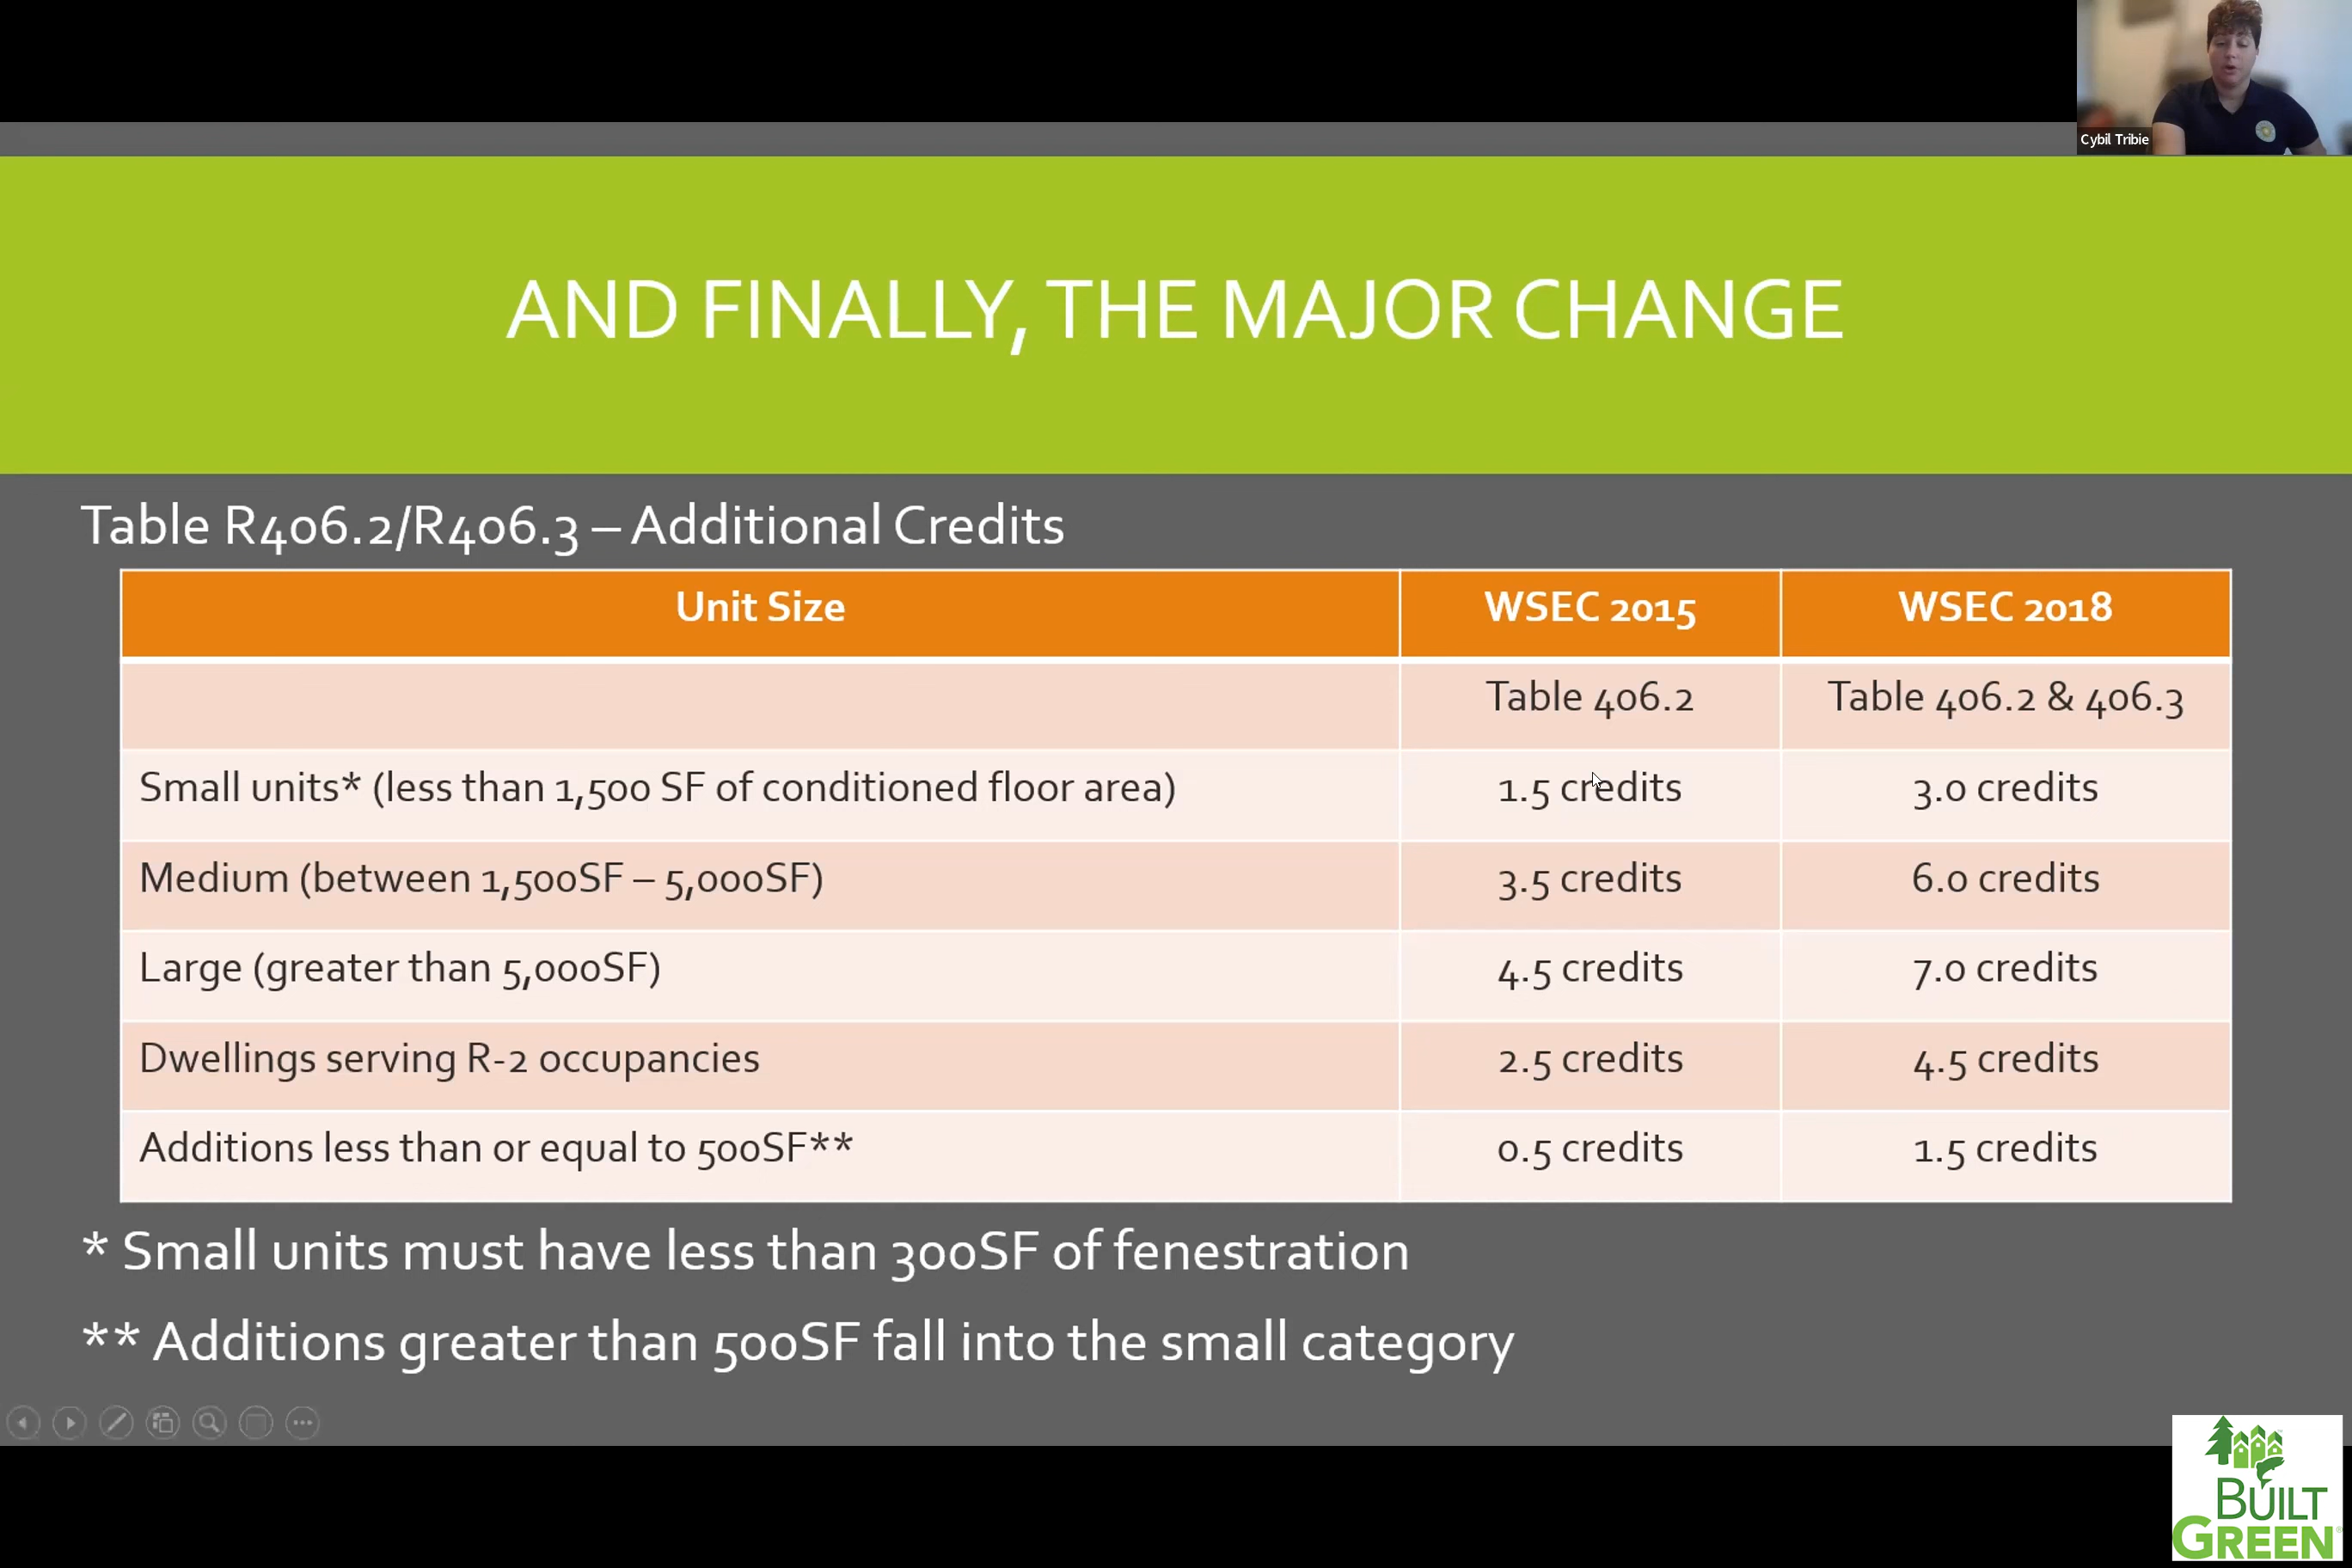 Cybil Tribie
AND FINALLY, THE MAJOR CHANGE
Table R406.2/R406.3 – Additional Credits
Unit Size WSEC 2015 WSEC 2018
Table 406.2 Table 406.2 & 406.3
Small units* (less than 1,500 SF of conditioned floor area) 1.5 credits 3.0 credits
Medium (between 1,500SF – 5,000SF) 3.5 credits 6.0 credits
Large (greater than 5,000SF) 4.5 credits 7.0 credits
Dwellings serving R-2 occupancies 2.5 credits 4.5 credits
Additions less than or equal to 500SF** 0.5 credits 1.5 credits
* Small units must have less than 300SF of fenestration
** Additions greater than 500SF fall into the small category
BUILT
GREEN®